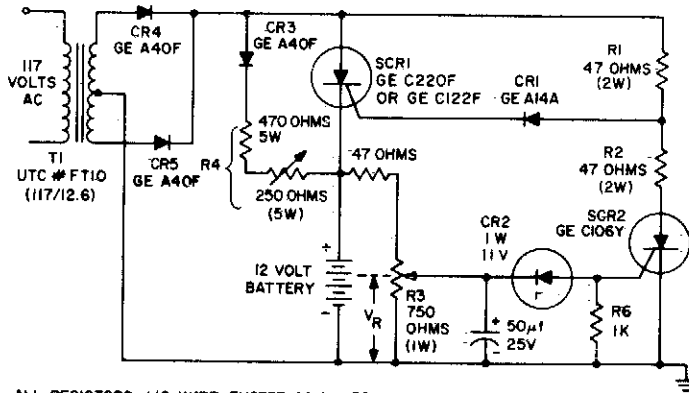 CR4
GE A40F
CR3
GE A40F
SCR1
GE C220F
OR GE C122F
CR1
GE A14A
R1
47 OHMS
(2W)
117
VOLTS
AC
T1
UTC # FT10
(117/12.6)
CR5
GE A40F
R4
470 OHMS
5W
250 OHMS
(5W)
47 OHMS
R2
47 OHMS
(2W)
SCR2
GE C106Y
CR2
1 W
11 V
12 VOLT
BATTERY
+
-
VR
R3
750
OHMS
(1W)
+
50µf
25V
-
R6
1K